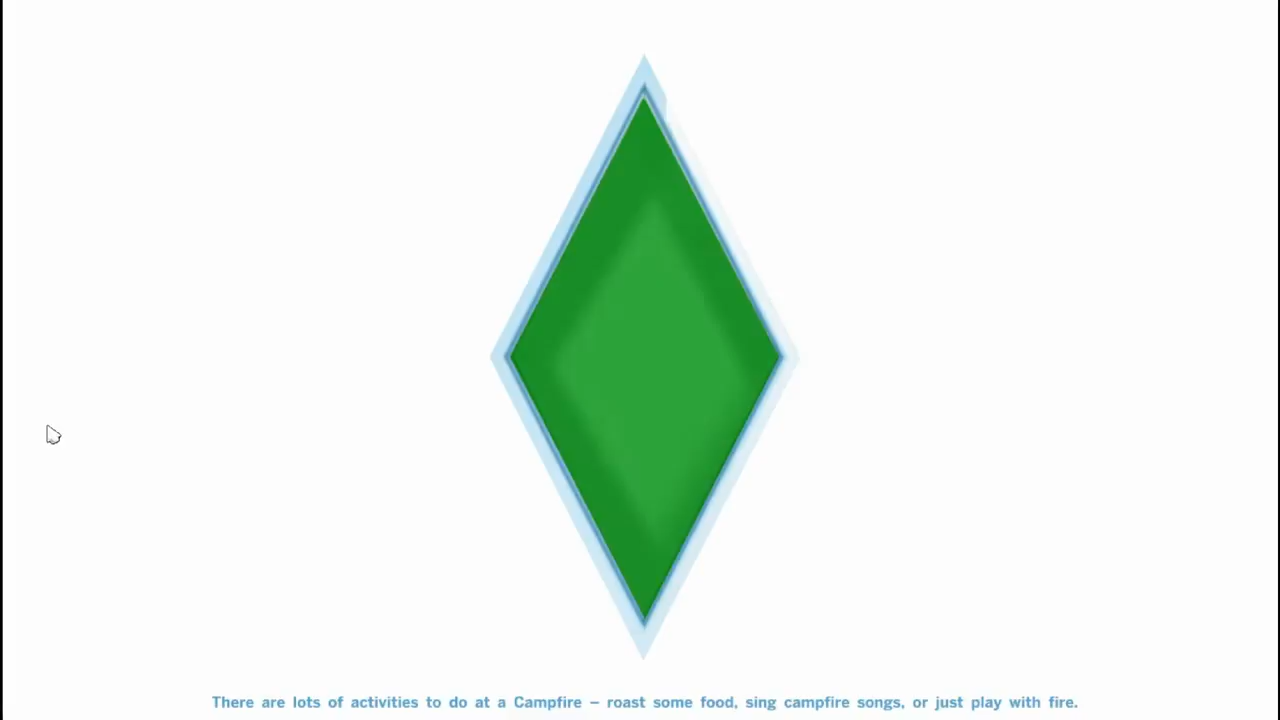 There are lots of activities to do at a Campfire – roast some food, sing campfire songs, or just play with fire.